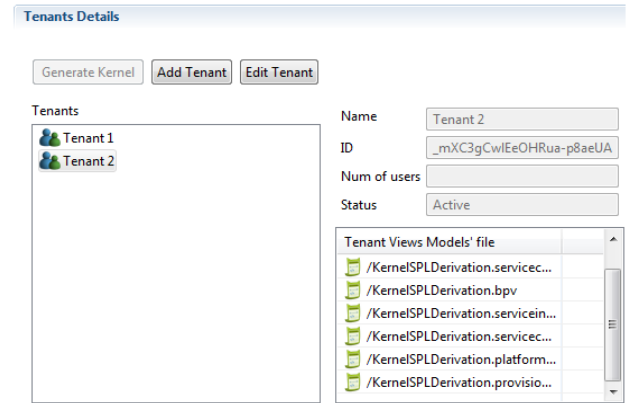 Tenants Details
Generate Kernel Add Tenant Edit Tenant
Tenants
Tenant 1
Tenant 2
Name Tenant 2
ID _mXC3gCwIEeOHRua-p8aeUA
Num of users
Status Active
Tenant Views Models' file
/KernelSPLDerivation.servicec...
/KernelSPLDerivation.bpv
/KernelSPLDerivation.servicein...
/KernelSPLDerivation.servicec...
/KernelSPLDerivation.platform...
/KernelSPLDerivation.provisio...